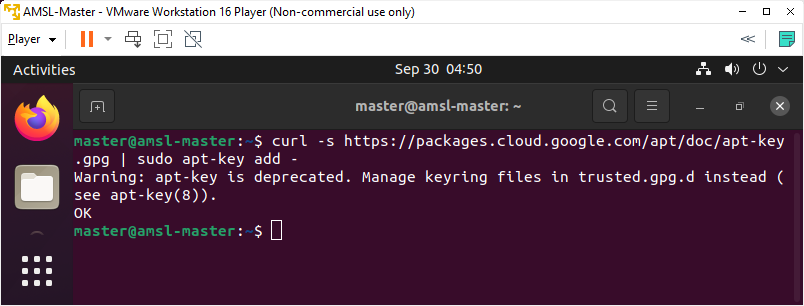 AMSL-Master - VMware Workstation 16 Player (Non-commercial use only)
Player
Activities
Sep 30 04:50
master@amsl-master: ~
master@amsl-master:~$ curl -s https://packages.cloud.google.com/apt/doc/apt-key
.gpg | sudo apt-key add -
Warning: apt-key is deprecated. Manage keyring files in trusted.gpg.d instead (
see apt-key(8)).
OK
master@amsl-master:~$